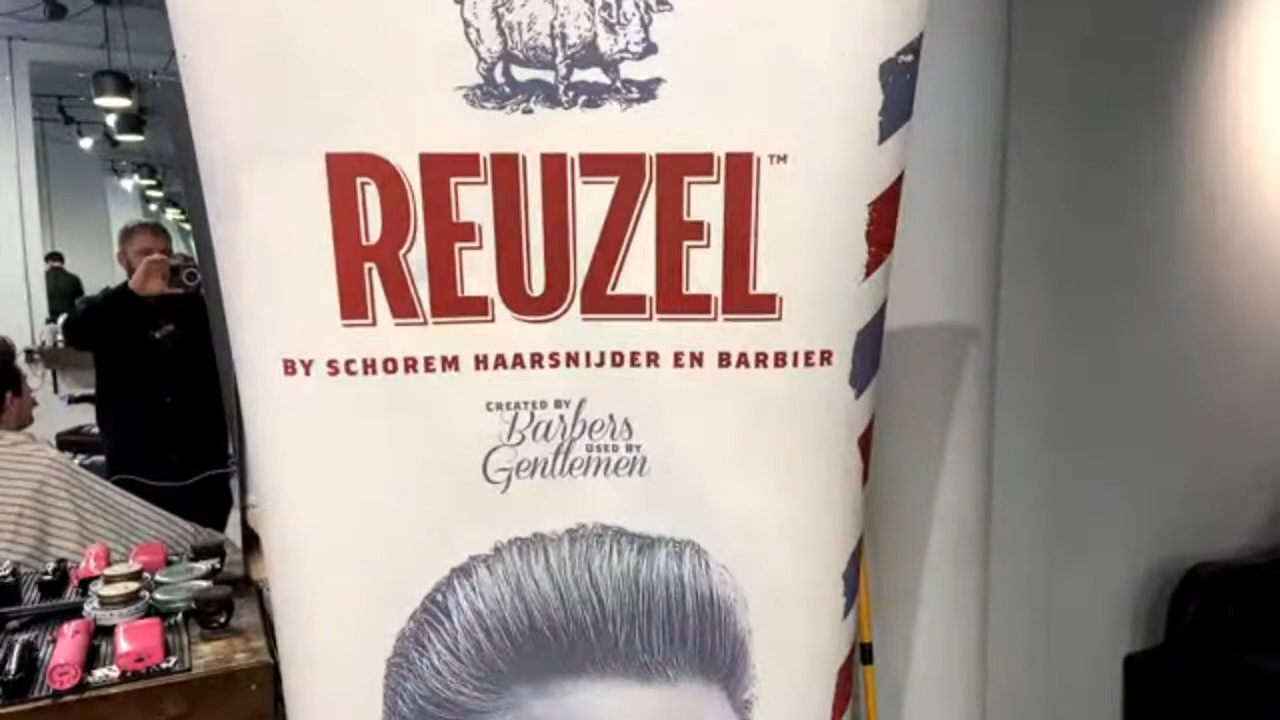 REUZEL™
BY SCHOREM HAARSNIJDER EN BARBIER
CREATED BY
Barbers
USED BY
Gentlemen